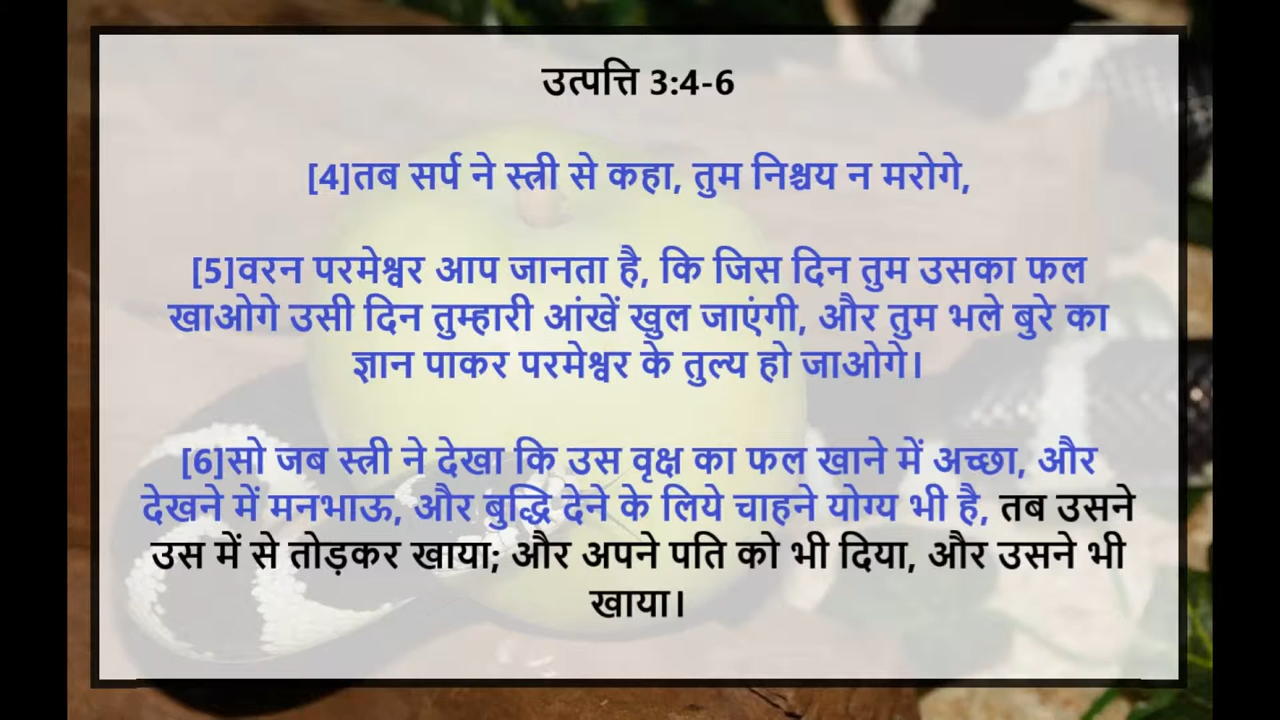 उत्पत्ति 3:4-6
[4]तब सर्प ने स्त्री से कहा, तुम निश्चय न मरोगे,
[5]वरन परमेश्वर आप जानता है, कि जिस दिन तुम उसका फल
खाओगे उसी दिन तुम्हारी आंखें खुल जाएंगी, और तुम भले बुरे का
ज्ञान पाकर परमेश्वर के तुल्य हो जाओगे।
[6]सो जब स्त्री ने देखा कि उस वृक्ष का फल खाने में अच्छा, और
देखने में मनभाऊ, और बुद्धि देने के लिये चाहने योग्य भी है, तब उसने
उस में से तोड़कर खाया; और अपने पति को भी दिया, और उसने भी
खाया।